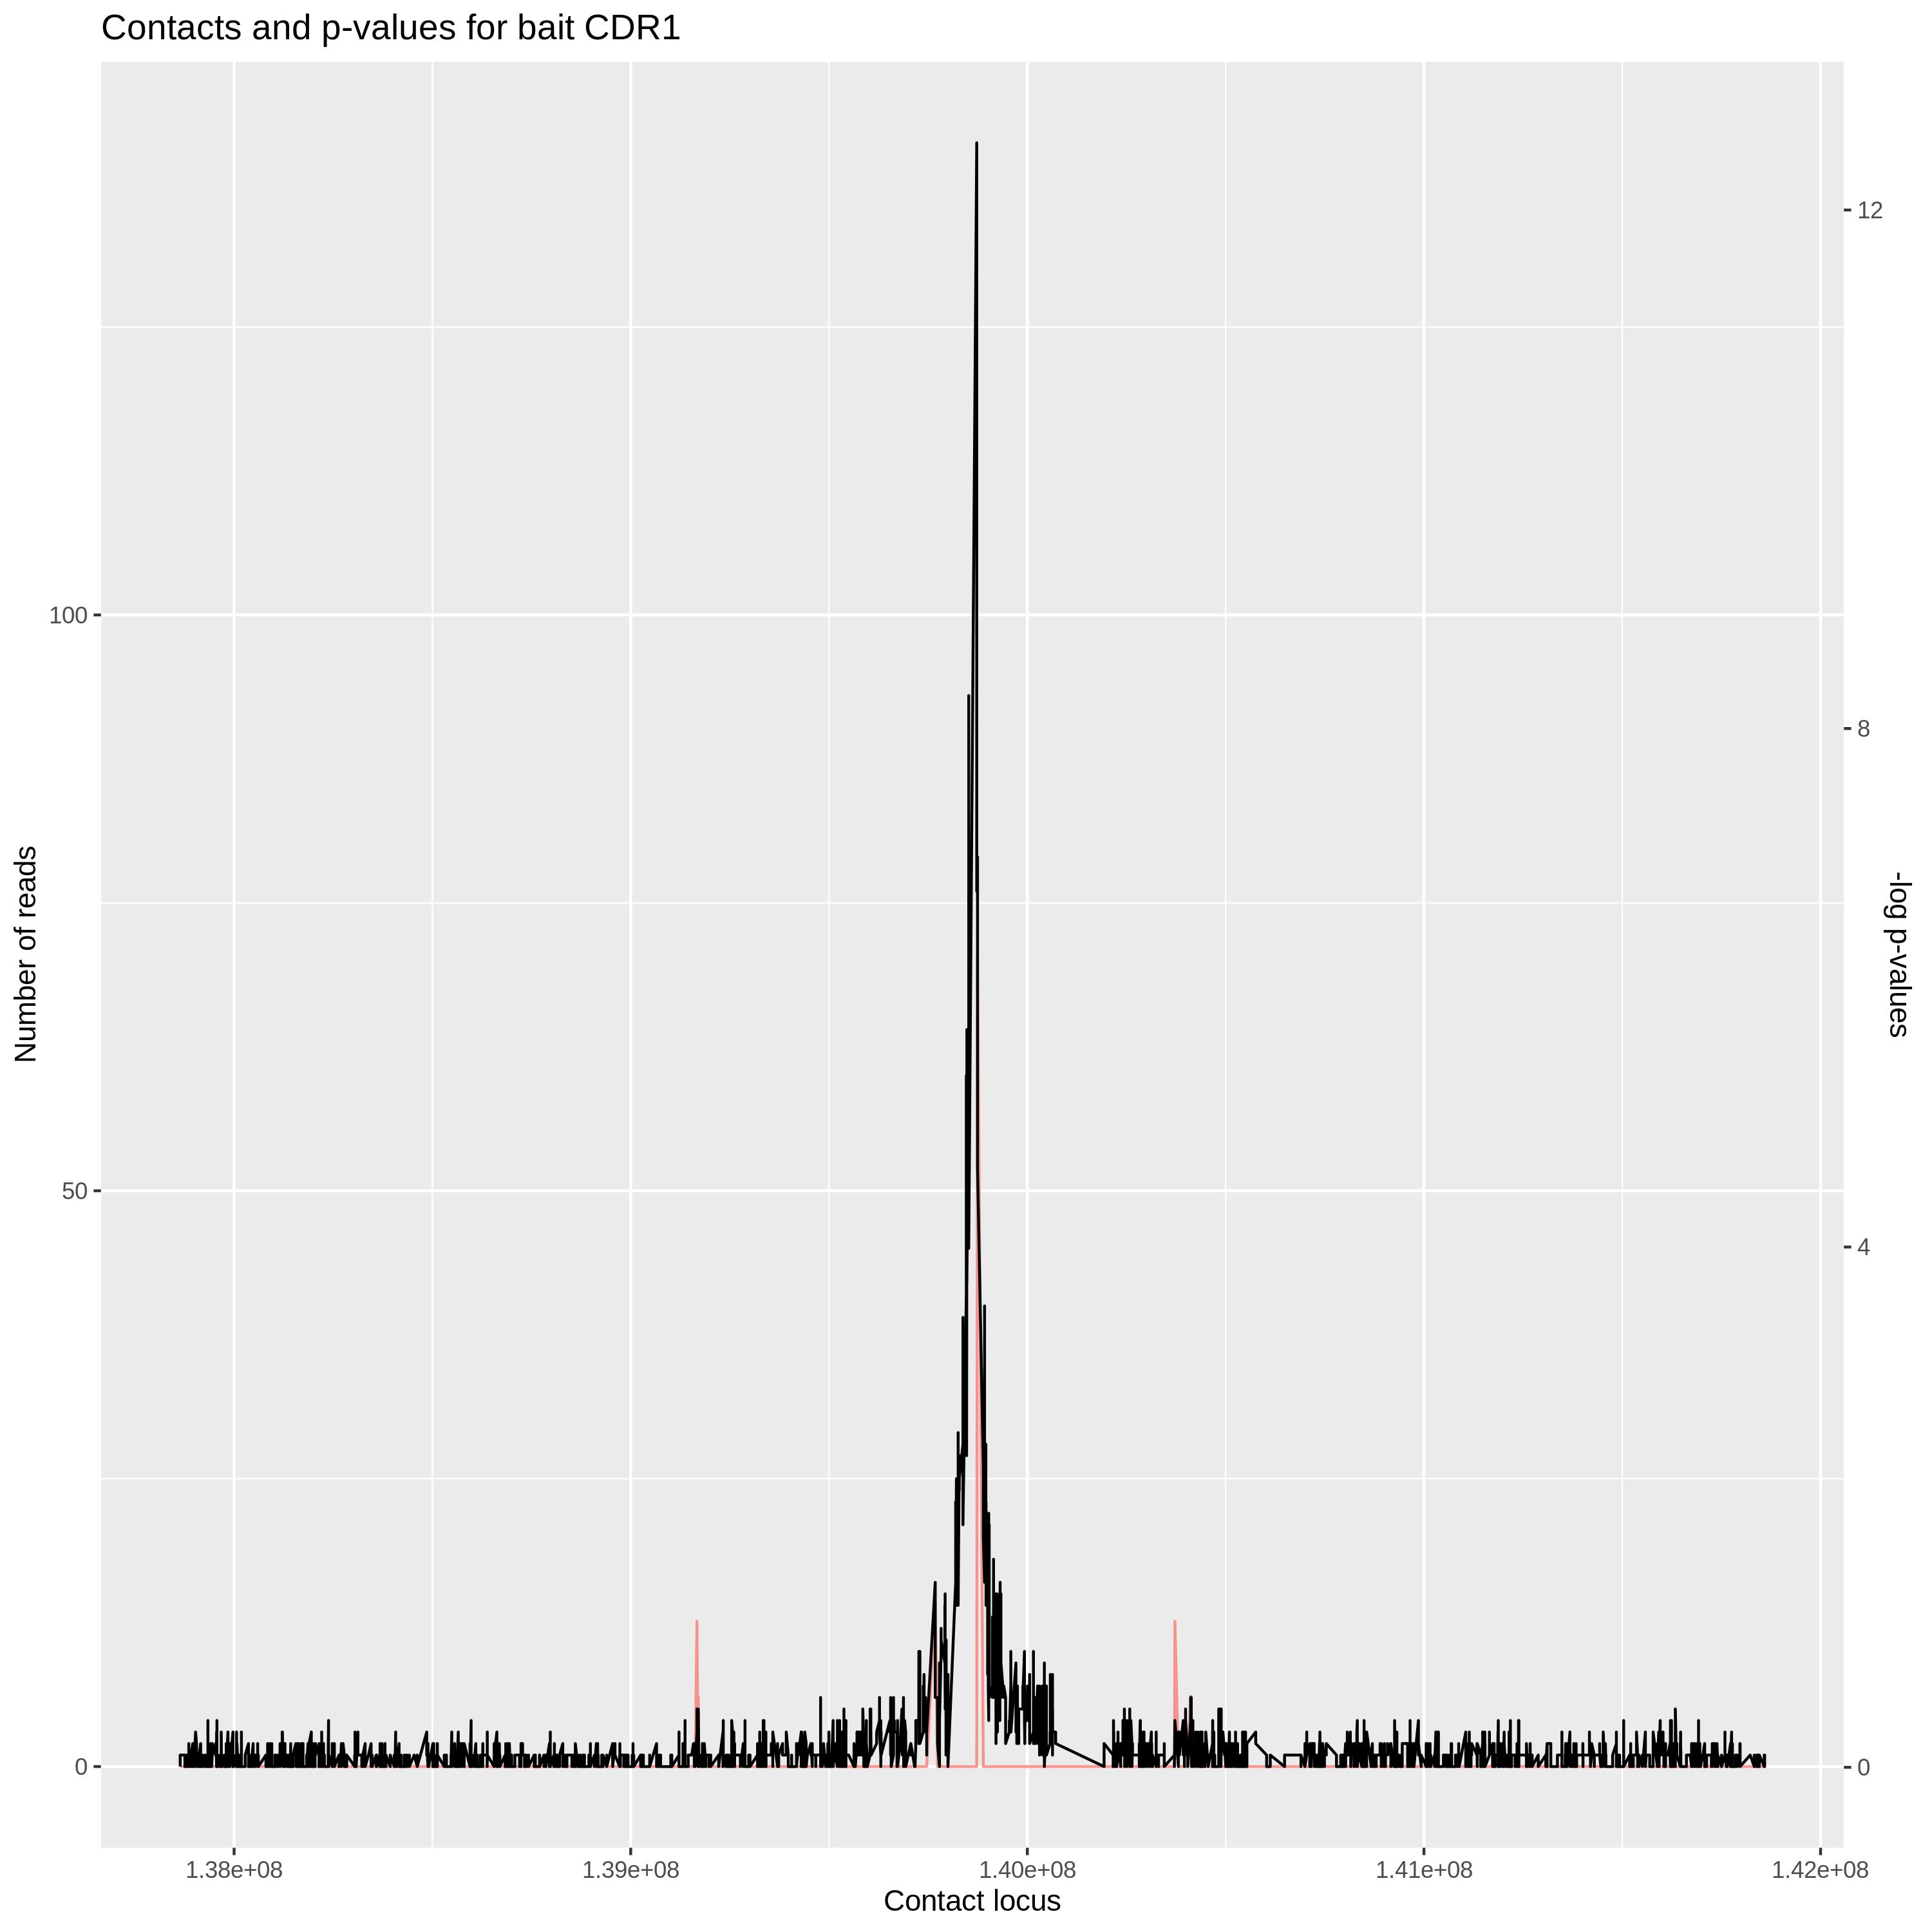 Contacts and p-values for bait CDR1
12
100
8
Number of reads
-log p-values
50
4
0
0
1.38e+08
1.39e+08
1.40e+08
1.41e+08
1.42e+08
Contact locus